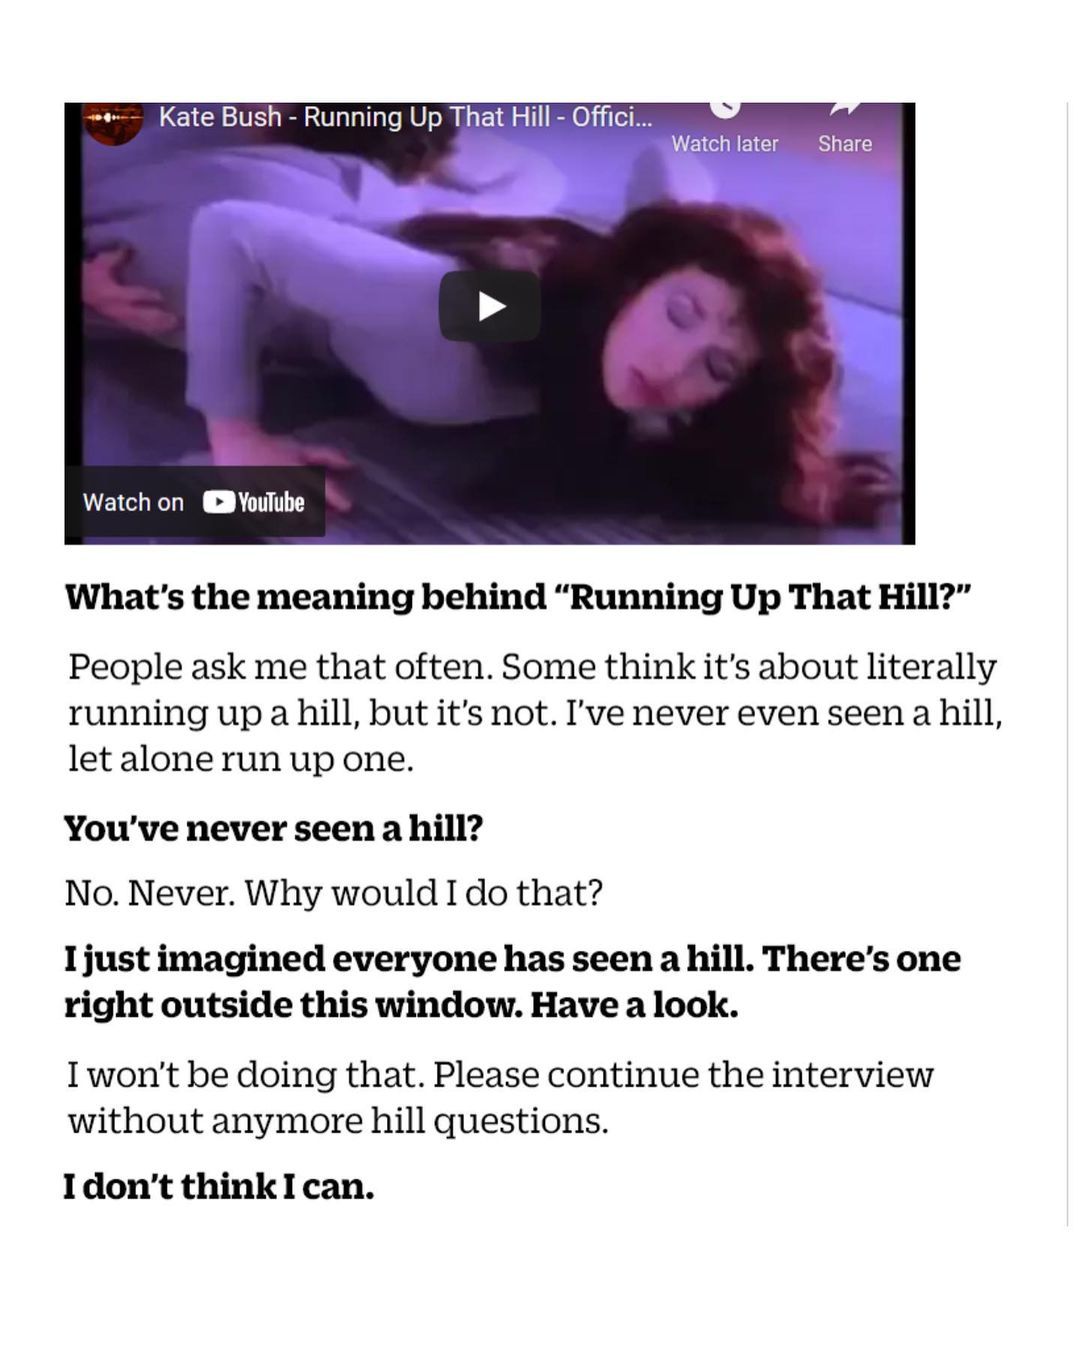 Kate Bush - Running Up That Hill - Offici...
Watch later
Share
Watch on YouTube
What's the meaning behind “Running Up That Hill?”
People ask me that often. Some think it's about literally
running up a hill, but it's not. I've never even seen a hill,
let alone run up one.
You've never seen a hill?
No. Never. Why would I do that?
I just imagined everyone has seen a hill. There's one
right outside this window. Have a look.
I won't be doing that. Please continue the interview
without anymore hill questions.
I don't think I can.